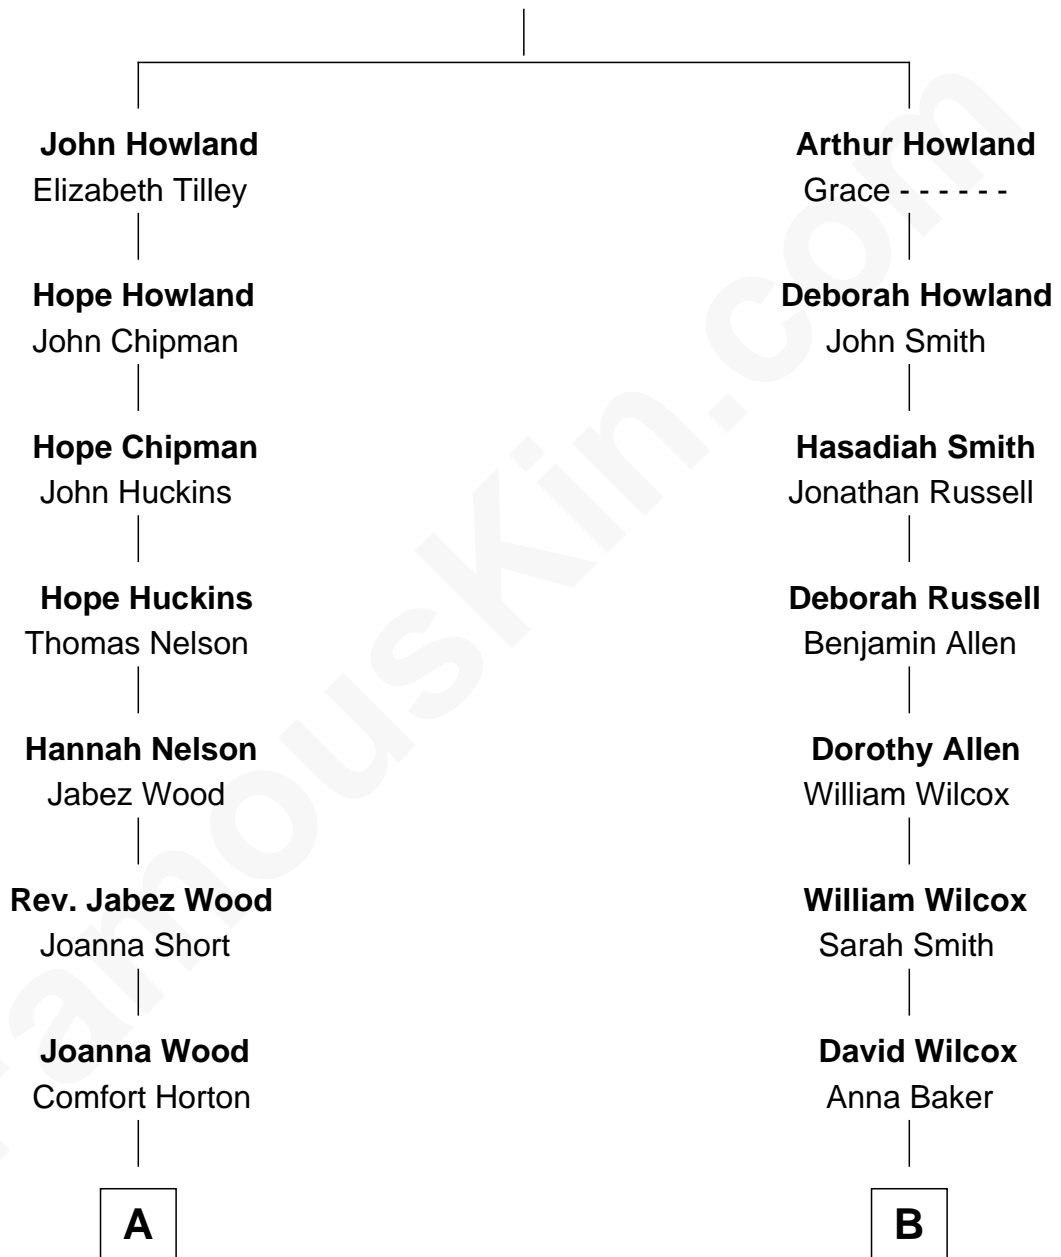 John Howland
Elizabeth Tilley
Hope Howland
John Chipman
Hope Chipman
John Huckins
Hope Huckins
Thomas Nelson
Hannah Nelson
Jabez Wood
Rev. Jabez Wood
Joanna Short
Joanna Wood
Comfort Horton
A
Arthur Howland
Grace - - - - - -
Deborah Howland
John Smith
Hasadiah Smith
Jonathan Russell
Deborah Russell
Benjamin Allen
Dorothy Allen
William Wilcox
William Wilcox
Sarah Smith
David Wilcox
Anna Baker
B
FamousKin.com